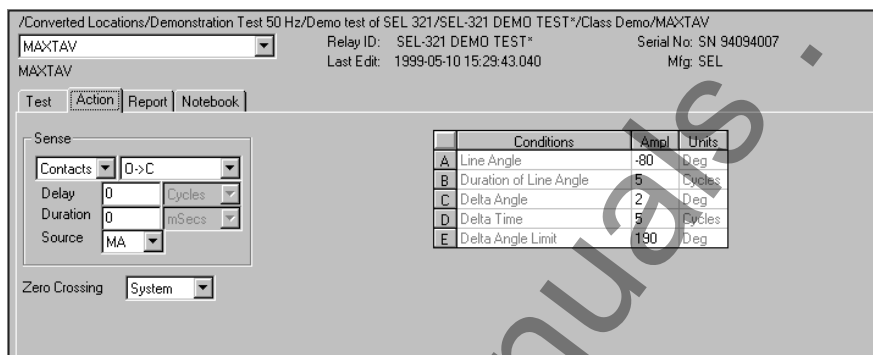 /Converted Locations/Demonstration Test 50 Hz/Demo test of SEL 321/SEL-321 DEMO TEST*/Class Demo/MAXTAV
MAXTAV Relay ID: SEL-321 DEMO TEST* Serial No: SN 94094007
MAXTAV Last Edit: 1999-05-10 15:29:43.040 Mfg: SEL
Test Action Report Notebook
Sense
Contacts O->C
Delay 0 Cycles
Duration 0 mSecs
Source MA
Zero Crossing System
Conditions Ampl Units
A Line Angle -80 Deg
B Duration of Line Angle 5 Cycles
C Delta Angle 2 Deg
D Delta Time 5 Cycles
E Delta Angle Limit 190 Deg
nuals .